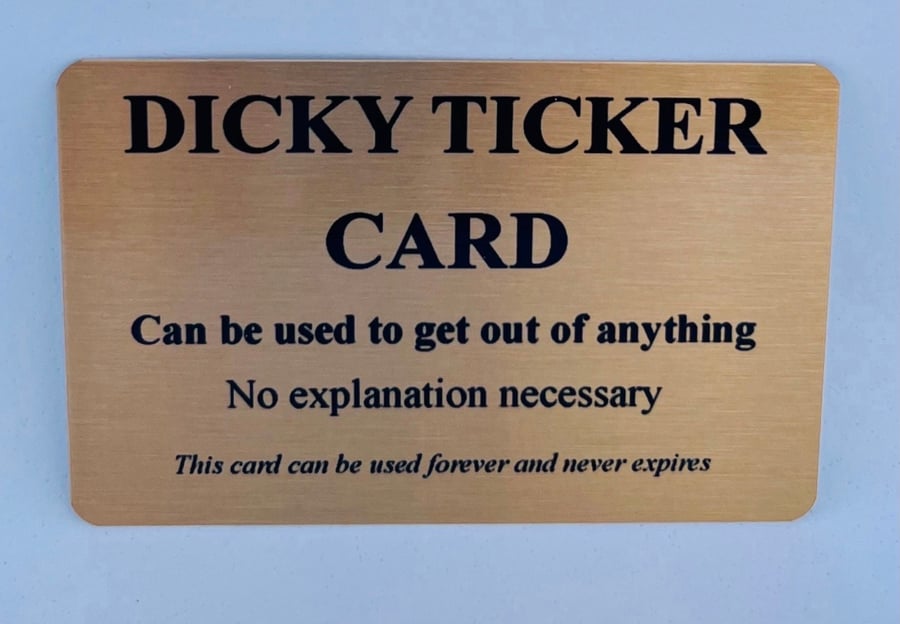 DICKY TICKER
CARD
Can be used to get out of anything
No explanation necessary
This card can be used forever and never expires